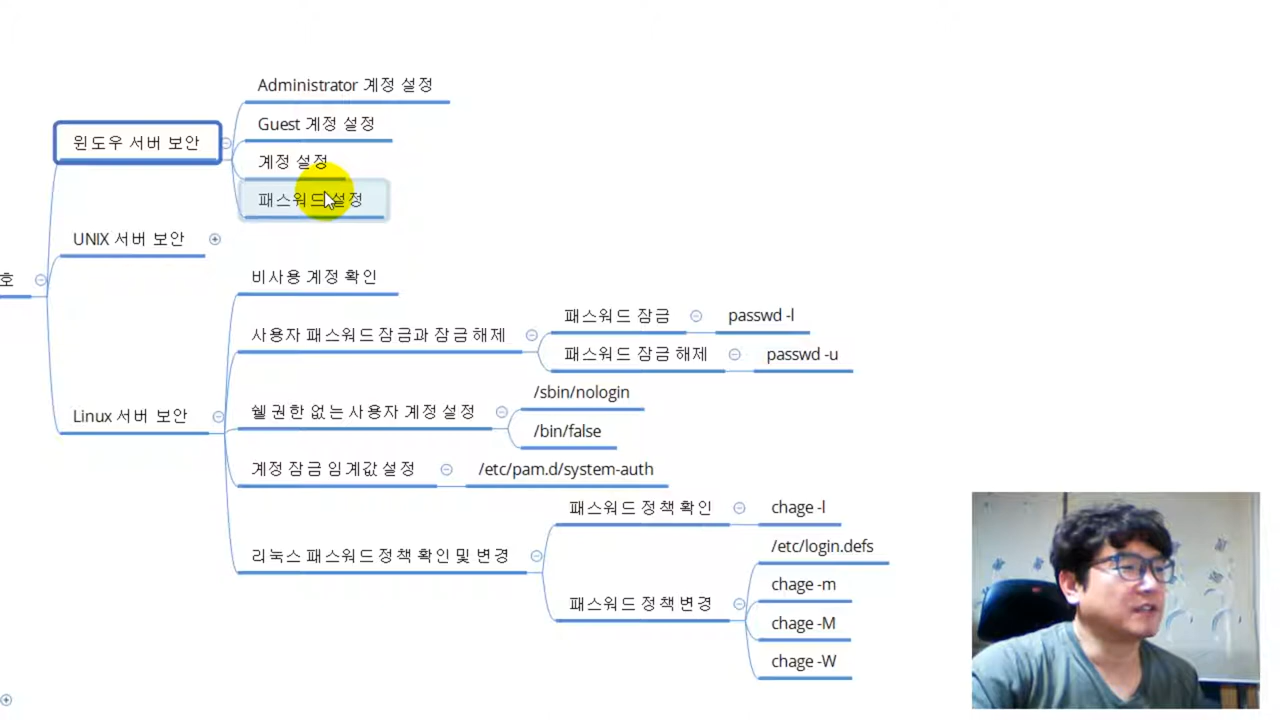 Administrator 계정 설정
Guest 계정 설정
윈도우 서버 보안
계정 설정
패스워드 설정
UNIX 서버 보안
호
비사용 계정 확인
사용자 패스워드 잠금과 잠금 해제
패스워드 잠금
passwd -l
패스워드 잠금 해제
passwd -u
Linux 서버 보안
쉘 권한 없는 사용자 계정 설정
/sbin/nologin
/bin/false
계정 잠금 임계값 설정
/etc/pam.d/system-auth
리눅스 패스워드 정책 확인 및 변경
패스워드 정책 확인
chage -l
패스워드 정책 변경
/etc/login.defs
chage -m
chage -M
chage -W